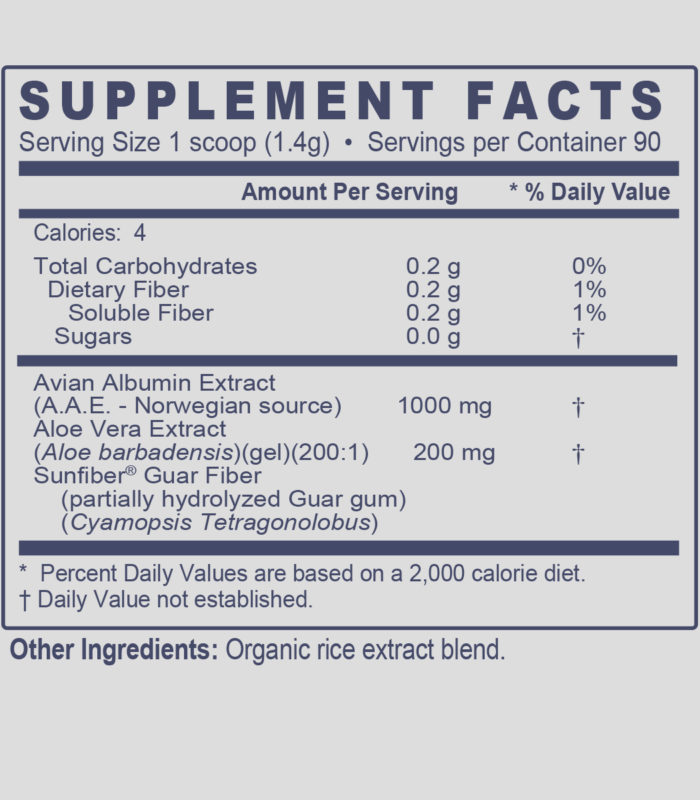 SUPPLEMENT FACTS
Serving Size 1 scoop (1.4g) • Servings per Container 90
Amount Per Serving * % Daily Value
Calories: 4
Total Carbohydrates 0.2 g 0%
Dietary Fiber 0.2 g 1%
Soluble Fiber 0.2 g 1%
Sugars 0.0 g †
Avian Albumin Extract
(A.A.E. - Norwegian source) 1000 mg †
Aloe Vera Extract
(Aloe barbadensis)(gel)(200:1) 200 mg †
Sunfiber® Guar Fiber
(partially hydrolyzed Guar gum)
(Cyamopsis Tetragonolobus)
* Percent Daily Values are based on a 2,000 calorie diet.
† Daily Value not established.
Other Ingredients: Organic rice extract blend.